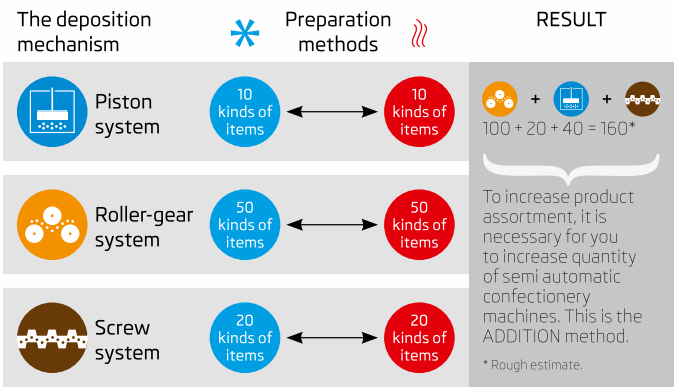 The deposition
mechanism
Preparation
methods
RESULT
Piston
system
10
kinds of
items
10
kinds of
items
Roller-gear
system
50
kinds of
items
50
kinds of
items
Screw
system
20
kinds of
items
20
kinds of
items
+ +
100 + 20 + 40 = 160*
To increase product
assortment, it is
necessary for you
to increase quantity
of semi automatic
confectionery
machines. This is the
ADDITION method.
* Rough estimate.